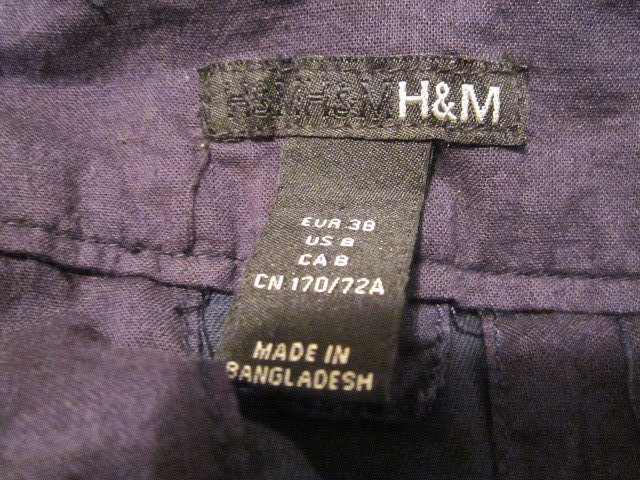 H&M H&M H&M
EUR 38
US 8
CA 8
CN 170/72A
MADE IN
BANGLADESH